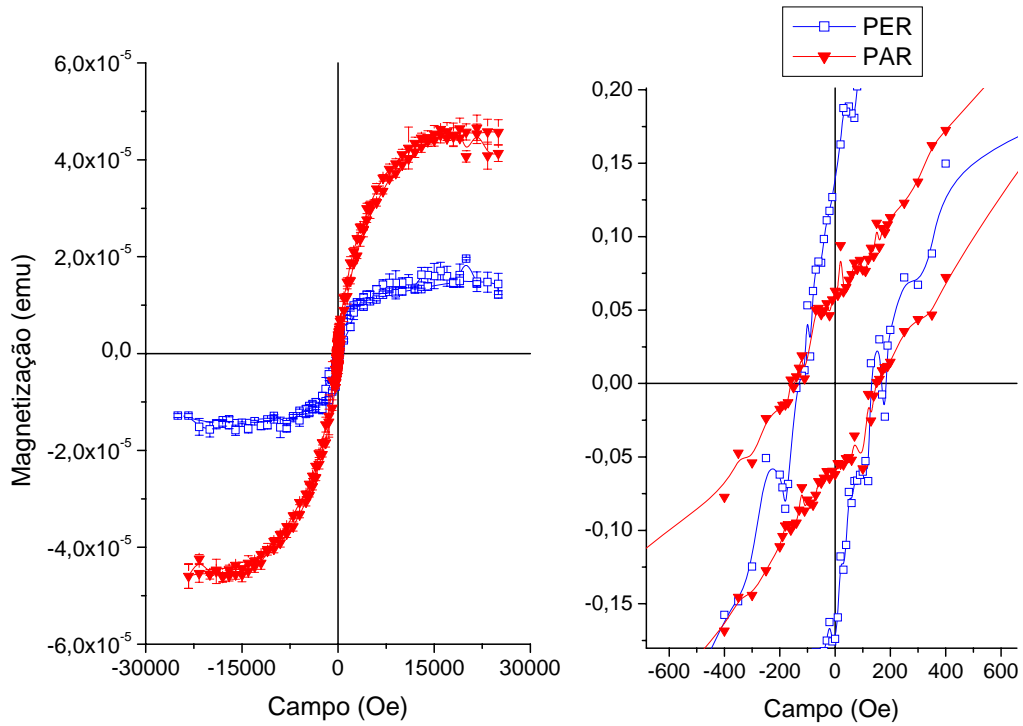 PER
PAR
6,0x10⁻⁵
4,0x10⁻⁵
2,0x10⁻⁵
0,0
-2,0x10⁻⁵
-4,0x10⁻⁵
-6,0x10⁻⁵
Magnetização (emu)
-30000 -15000 0 15000 30000
Campo (Oe)
0,20
0,15
0,10
0,05
0,00
-0,05
-0,10
-0,15
-600 -400 -200 0 200 400 600
Campo (Oe)